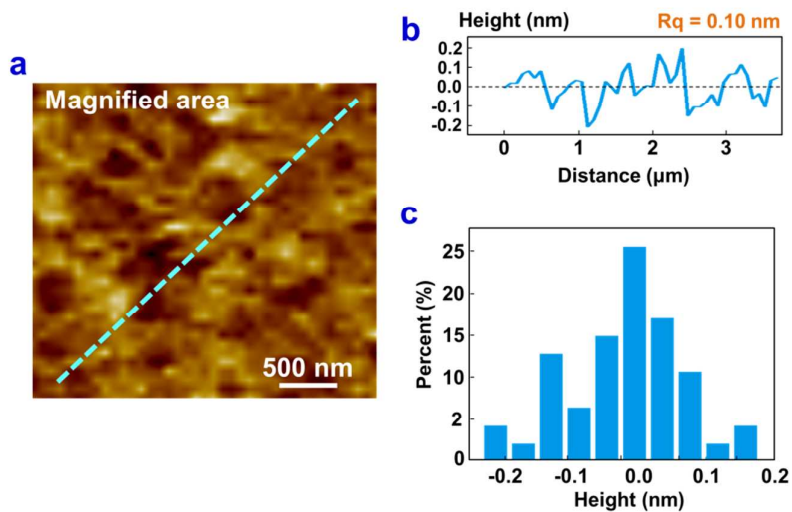 a
Magnified area
500 nm
b
Height (nm)
Rq = 0.10 nm
0.2
0.1
0.0
-0.1
-0.2
0 1 2 3
Distance (μm)
c
Percent (%)
25
20
15
10
2
0
-0.2 -0.1 0.0 0.1 0.2
Height (nm)